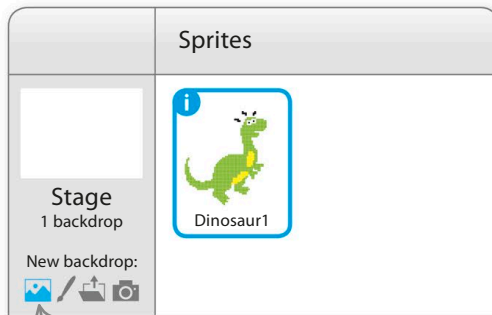 Sprites
i
Dinosaur1
Stage
1 backdrop
New backdrop: